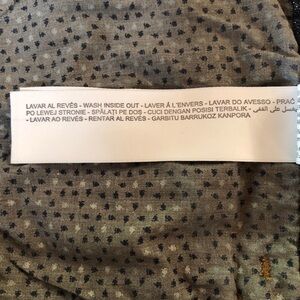 LAVAR AL REVÉS - WASH INSIDE OUT - LAVER À L'ENVERS - LAVAR DO AVESSO - PRAĆ
PO LEWEJ STRONIE - SPĂLAȚI PE DOS - CUCI DENGAN POSISI TERBALIK - يغسل على القفى
- LAVAR AO REVÉS - RENTAR AL REVÉS - GARBITU BARRUKOZ KANPORA